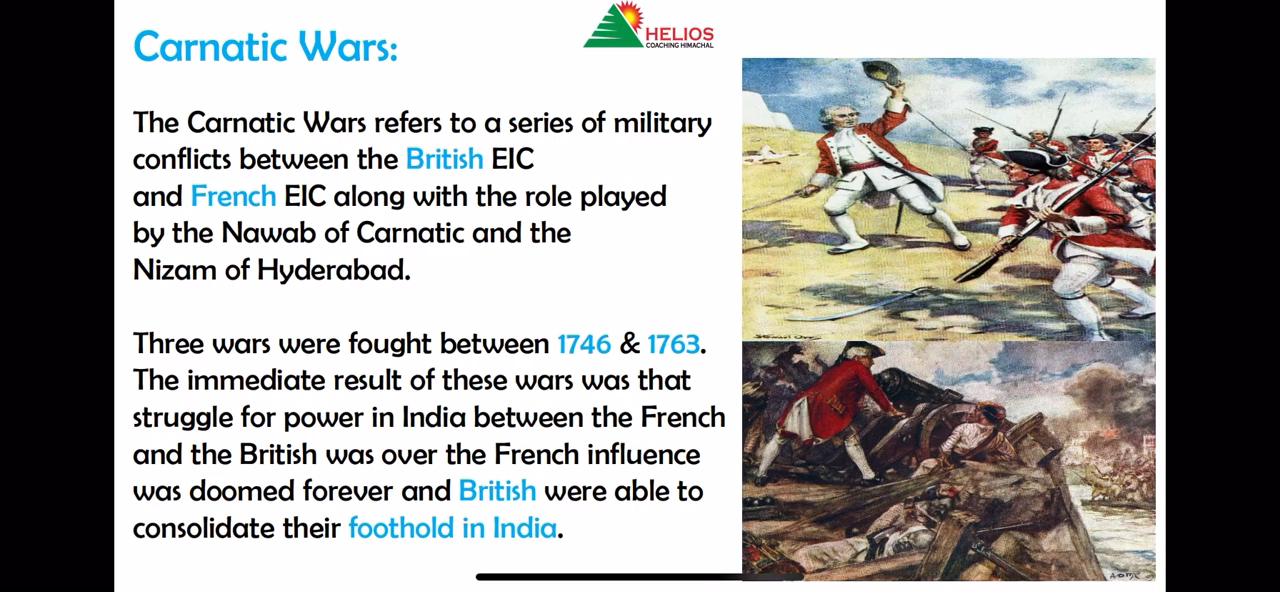 HELIOS
COACHING HIMACHAL
Carnatic Wars:
The Carnatic Wars refers to a series of military
conflicts between the British EIC
and French EIC along with the role played
by the Nawab of Carnatic and the
Nizam of Hyderabad.
Three wars were fought between 1746 & 1763.
The immediate result of these wars was that
struggle for power in India between the French
and the British was over the French influence
was doomed forever and British were able to
consolidate their foothold in India.